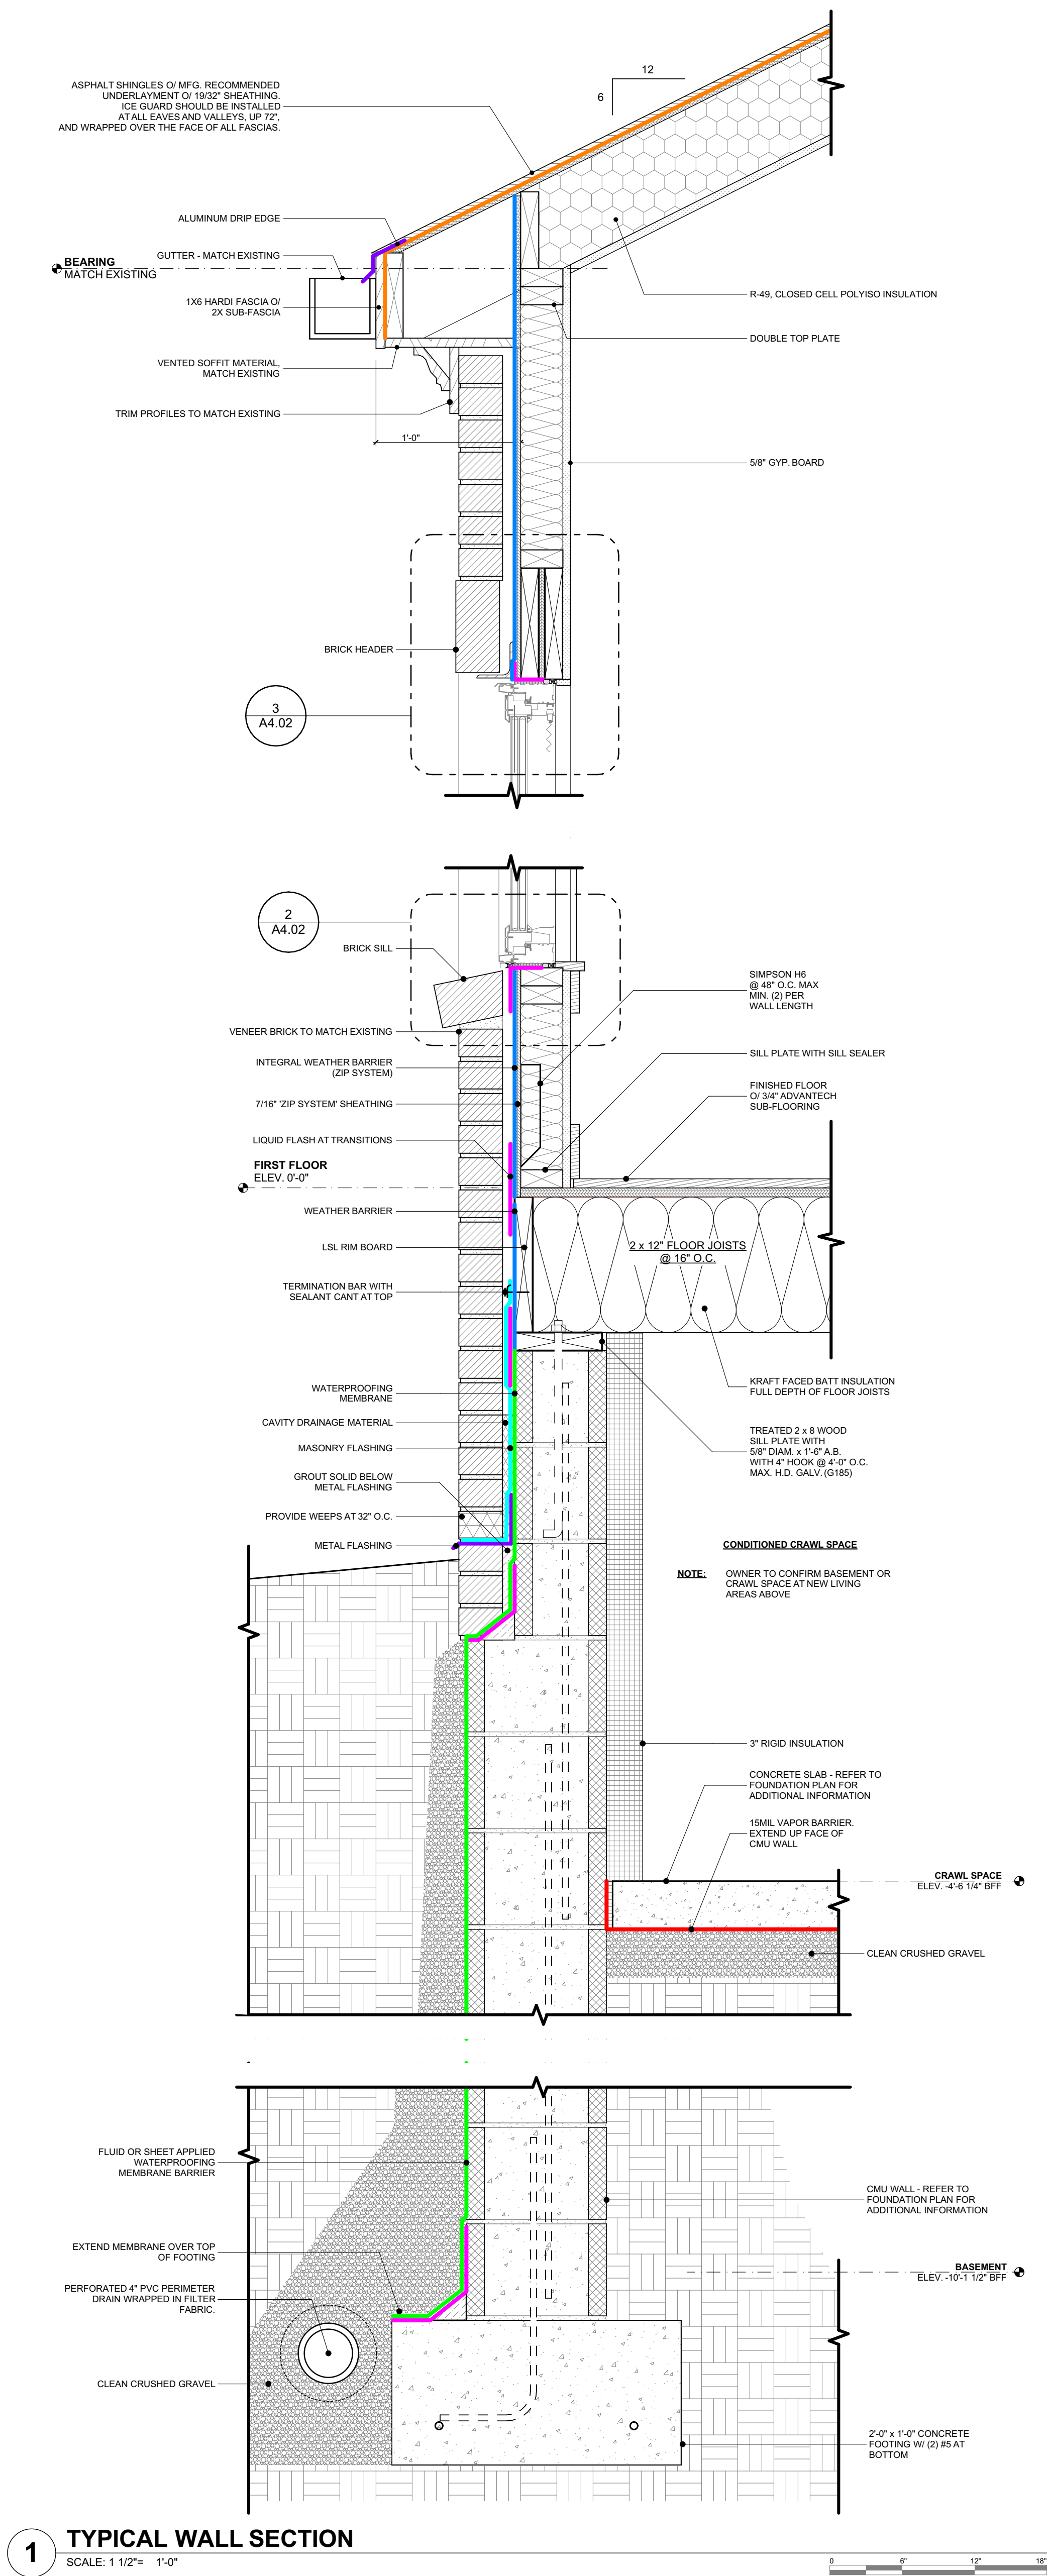 12
6
ASPHALT SHINGLES O/ MFG. RECOMMENDED
UNDERLAYMENT O/ 19/32" SHEATHING.
ICE GUARD SHOULD BE INSTALLED
AT ALL EAVES AND VALLEYS, UP 72",
AND WRAPPED OVER THE FACE OF ALL FASCIAS.
ALUMINUM DRIP EDGE
GUTTER - MATCH EXISTING
BEARING
MATCH EXISTING
1X6 HARDI FASCIA O/
2X SUB-FASCIA
VENTED SOFFIT MATERIAL,
MATCH EXISTING
TRIM PROFILES TO MATCH EXISTING
1'-0"
R-49, CLOSED CELL POLYISO INSULATION
DOUBLE TOP PLATE
5/8" GYP. BOARD
BRICK HEADER
3
A4.02
2
A4.02
BRICK SILL
VENEER BRICK TO MATCH EXISTING
INTEGRAL WEATHER BARRIER
(ZIP SYSTEM)
7/16" 'ZIP SYSTEM' SHEATHING
LIQUID FLASH AT TRANSITIONS
FIRST FLOOR
ELEV. 0'-0"
WEATHER BARRIER
LSL RIM BOARD
TERMINATION BAR WITH
SEALANT CANT AT TOP
WATERPROOFING
MEMBRANE
CAVITY DRAINAGE MATERIAL
MASONRY FLASHING
GROUT SOLID BELOW
METAL FLASHING
PROVIDE WEEPS AT 32" O.C.
METAL FLASHING
SIMPSON H6
@ 48" O.C. MAX
MIN. (2) PER
WALL LENGTH
SILL PLATE WITH SILL SEALER
FINISHED FLOOR
O/ 3/4" ADVANTECH
SUB-FLOORING
2 x 12" FLOOR JOISTS
@ 16" O.C.
KRAFT FACED BATT INSULATION
FULL DEPTH OF FLOOR JOISTS
TREATED 2 x 8 WOOD
SILL PLATE WITH
5/8" DIAM. x 1'-6" A.B.
WITH 4" HOOK @ 4'-0" O.C.
MAX. H.D. GALV. (G185)
CONDITIONED CRAWL SPACE
NOTE: OWNER TO CONFIRM BASEMENT OR
CRAWL SPACE AT NEW LIVING
AREAS ABOVE
3" RIGID INSULATION
CONCRETE SLAB - REFER TO
FOUNDATION PLAN FOR
ADDITIONAL INFORMATION
15MIL VAPOR BARRIER.
EXTEND UP FACE OF
CMU WALL
CRAWL SPACE
ELEV. -4'-6 1/4" BFF
CLEAN CRUSHED GRAVEL
FLUID OR SHEET APPLIED
WATERPROOFING
MEMBRANE BARRIER
EXTEND MEMBRANE OVER TOP
OF FOOTING
PERFORATED 4" PVC PERIMETER
DRAIN WRAPPED IN FILTER
FABRIC.
CLEAN CRUSHED GRAVEL
CMU WALL - REFER TO
FOUNDATION PLAN FOR
ADDITIONAL INFORMATION
BASEMENT
ELEV. -10'-1 1/2" BFF
2'-0" x 1'-0" CONCRETE
FOOTING W/ (2) #5 AT
BOTTOM
1
TYPICAL WALL SECTION
SCALE: 1 1/2"= 1'-0"
0 6" 12" 18"